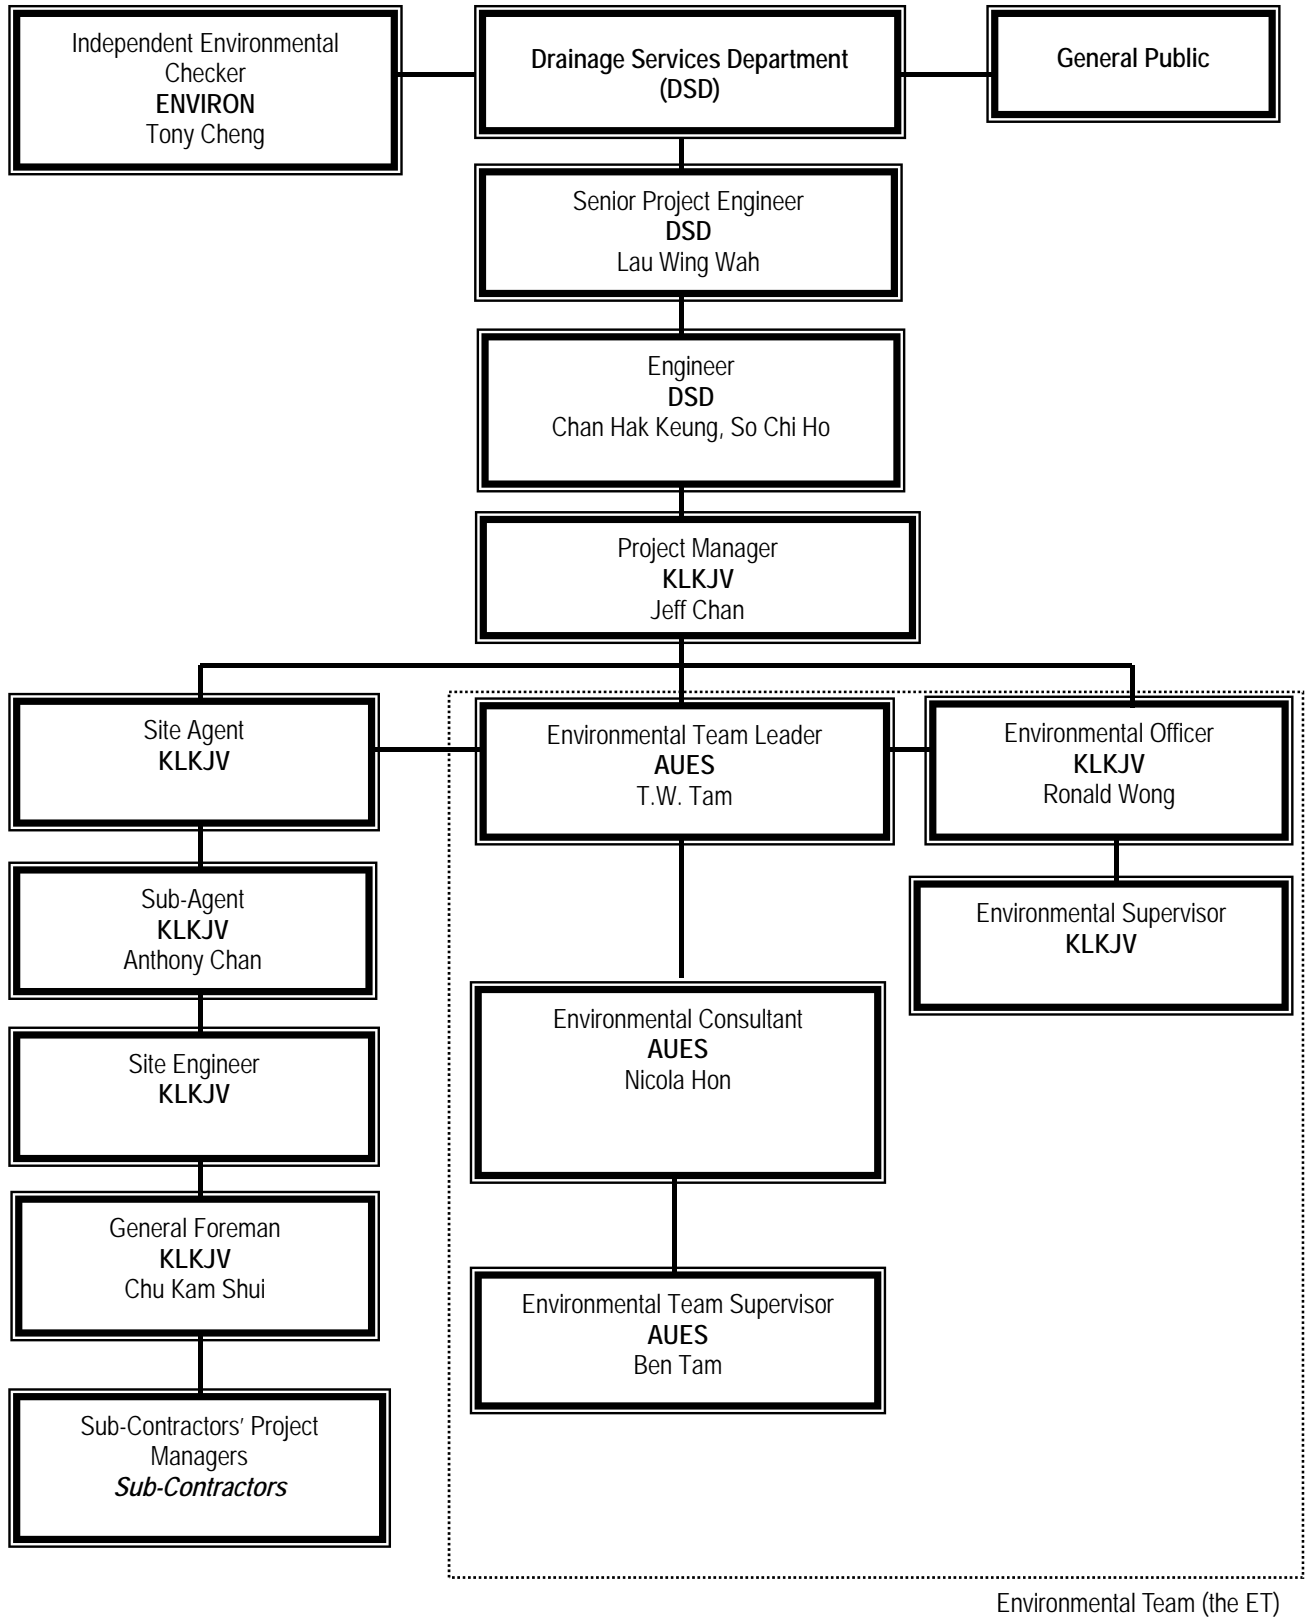 Independent Environmental
Checker
ENVIRON
Tony Cheng
Drainage Services Department
(DSD)
General Public
Senior Project Engineer
DSD
Lau Wing Wah
Engineer
DSD
Chan Hak Keung, So Chi Ho
Project Manager
KLKJV
Jeff Chan
Site Agent
KLKJV
Environmental Team Leader
AUES
T.W. Tam
Environmental Officer
KLKJV
Ronald Wong
Sub-Agent
KLKJV
Anthony Chan
Environmental Supervisor
KLKJV
Environmental Consultant
AUES
Nicola Hon
Site Engineer
KLKJV
General Foreman
KLKJV
Chu Kam Shui
Environmental Team Supervisor
AUES
Ben Tam
Sub-Contractors’ Project
Managers
Sub-Contractors
Environmental Team (the ET)